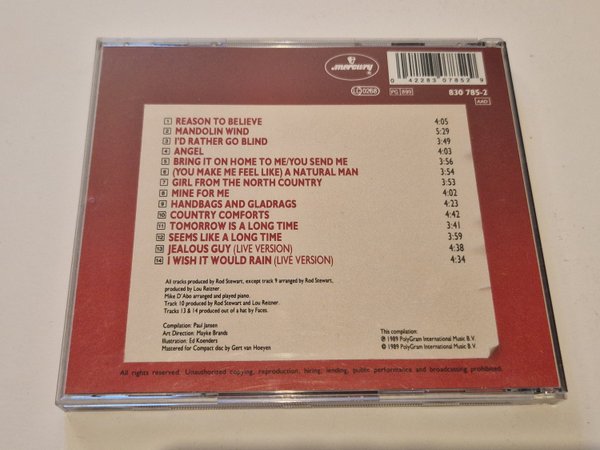 mercury
0 42283 07852 9
LC 0268
PG 899
830 785-2
AAD
1 REASON TO BELIEVE 4:05
2 MANDOLIN WIND 5:29
3 I'D RATHER GO BLIND 3:49
4 ANGEL 4:03
5 BRING IT ON HOME TO ME/YOU SEND ME 3:56
6 (YOU MAKE ME FEEL LIKE) A NATURAL MAN 3:54
7 GIRL FROM THE NORTH COUNTRY 3:53
8 MINE FOR ME 4:02
9 HANDBAGS AND GLADRAGS 4:23
10 COUNTRY COMFORTS 4:42
11 TOMORROW IS A LONG TIME 3:41
12 SEEMS LIKE A LONG TIME 3:59
13 JEALOUS GUY (LIVE VERSION) 4:38
14 I WISH IT WOULD RAIN (LIVE VERSION) 4:34
All tracks produced by Rod Stewart, except track 9 arranged by Rod Stewart,
produced by Lou Reizner.
Mike D'Abo arranged and played piano.
Track 10 produced by Rod Stewart and Lou Reizner.
Tracks 13 & 14 produced out of a hat by Faces.
Compilation: Paul Jansen
Art Direction: Mayke Brands
Illustration: Ed Koenders
Mastered for Compact disc by Gert van Hoeyen
This compilation:
℗ 1989 PolyGram International Music B.V.
© 1989 PolyGram International Music B.V.
All rights reserved. Unauthorized copying, reproduction, hiring, lending, public performance and broadcasting prohibited.